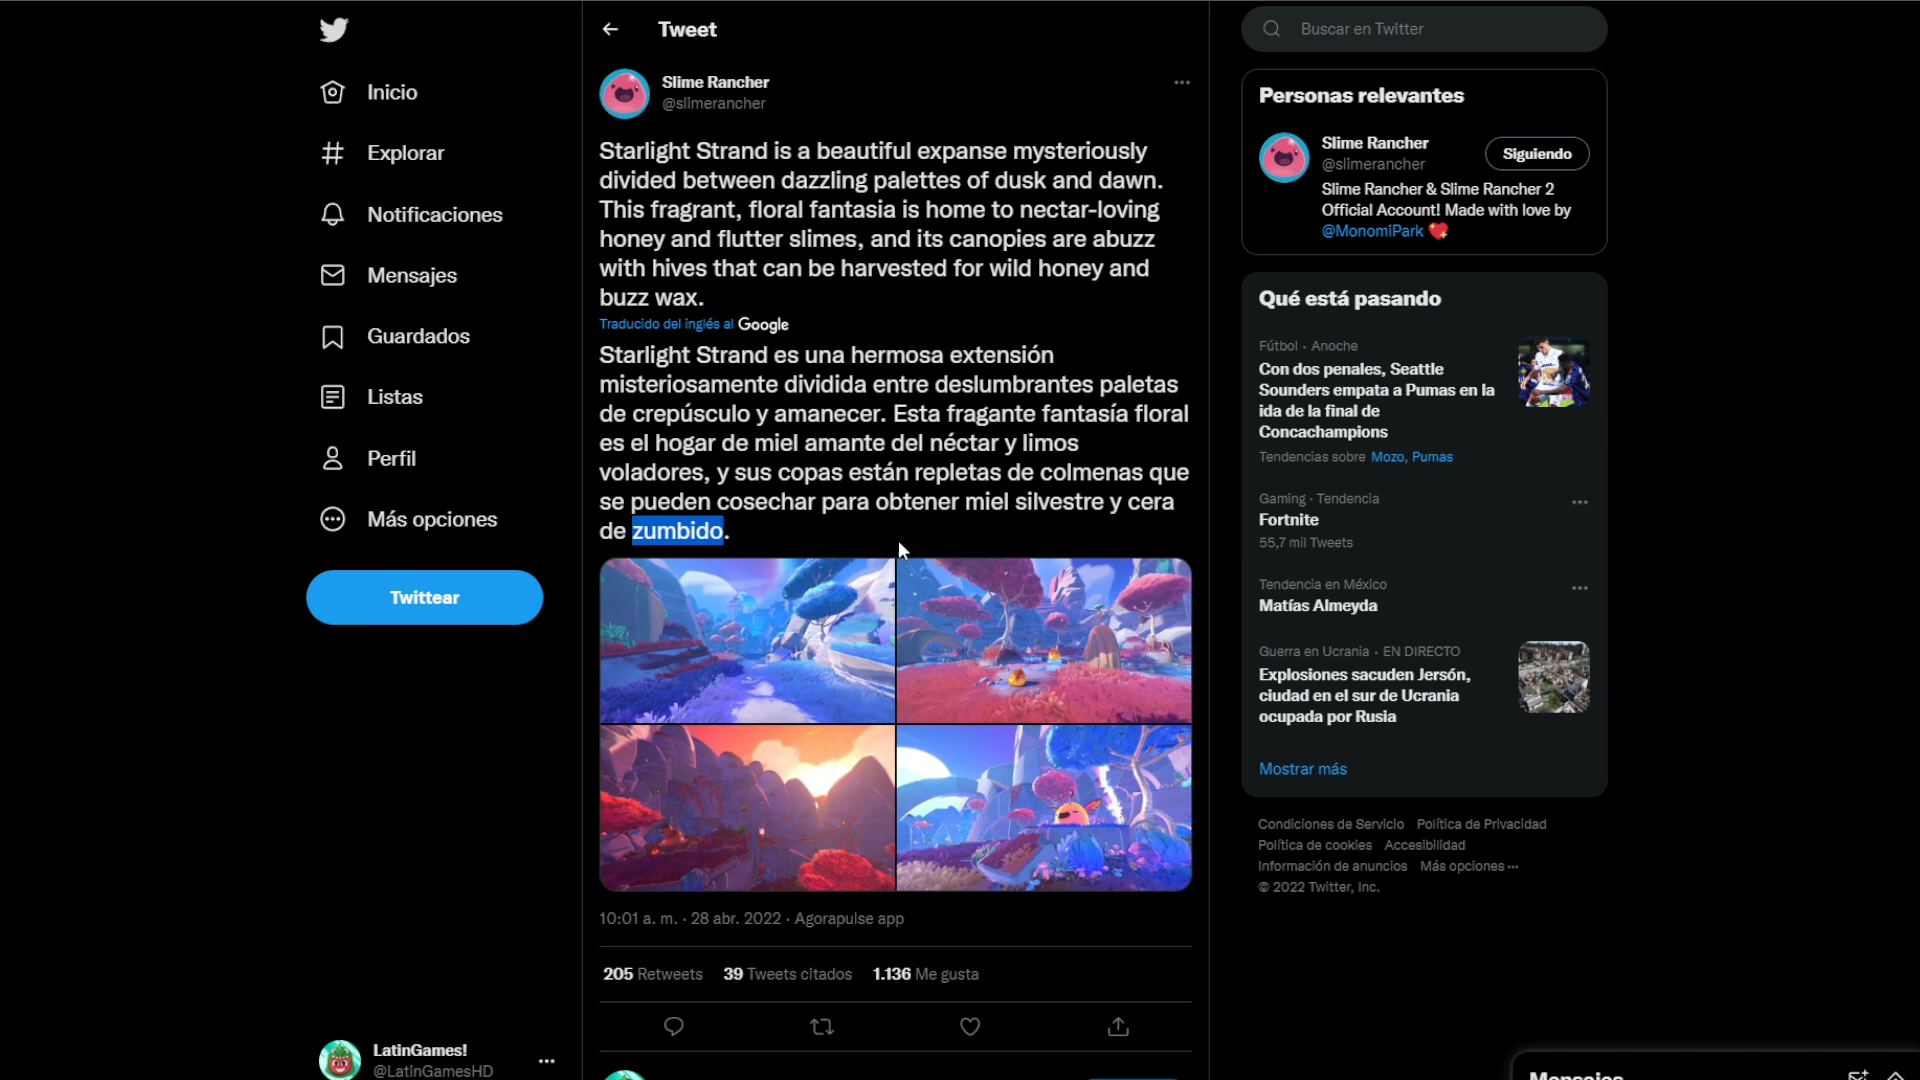 Inicio
Explorar
Notificaciones
Mensajes
Guardados
Listas
Perfil
Más opciones
Twittear
LatinGames!
@LatinGamesHD
Tweet
Slime Rancher
@slimerancher
Starlight Strand is a beautiful expanse mysteriously
divided between dazzling palettes of dusk and dawn.
This fragrant, floral fantasia is home to nectar-loving
honey and flutter slimes, and its canopies are abuzz
with hives that can be harvested for wild honey and
buzz wax.
Traducido del inglés al Google
Starlight Strand es una hermosa extensión
misteriosamente dividida entre deslumbrantes paletas
de crepúsculo y amanecer. Esta fragante fantasía floral
es el hogar de miel amante del néctar y limos
voladores, y sus copas están repletas de colmenas que
se pueden cosechar para obtener miel silvestre y cera
de zumbido.
10:01 a. m. · 28 abr. 2022 · Agorapulse app
205 Retweets 39 Tweets citados 1.136 Me gusta
Buscar en Twitter
Personas relevantes
Slime Rancher
@slimerancher
Siguiendo
Slime Rancher & Slime Rancher 2
Official Account! Made with love by
@MonomiPark
Qué está pasando
Fútbol · Anoche
Con dos penales, Seattle
Sounders empata a Pumas en la
ida de la final de
Concachampions
Tendencias sobre Mozo, Pumas
Gaming · Tendencia
Fortnite
55,7 mil Tweets
Tendencia en México
Matías Almeyda
Guerra en Ucrania · EN DIRECTO
Explosiones sacuden Jersón,
ciudad en el sur de Ucrania
ocupada por Rusia
Mostrar más
Condiciones de Servicio Política de Privacidad
Política de cookies Accesibilidad
Información de anuncios Más opciones ···
© 2022 Twitter, Inc.
Mensajes